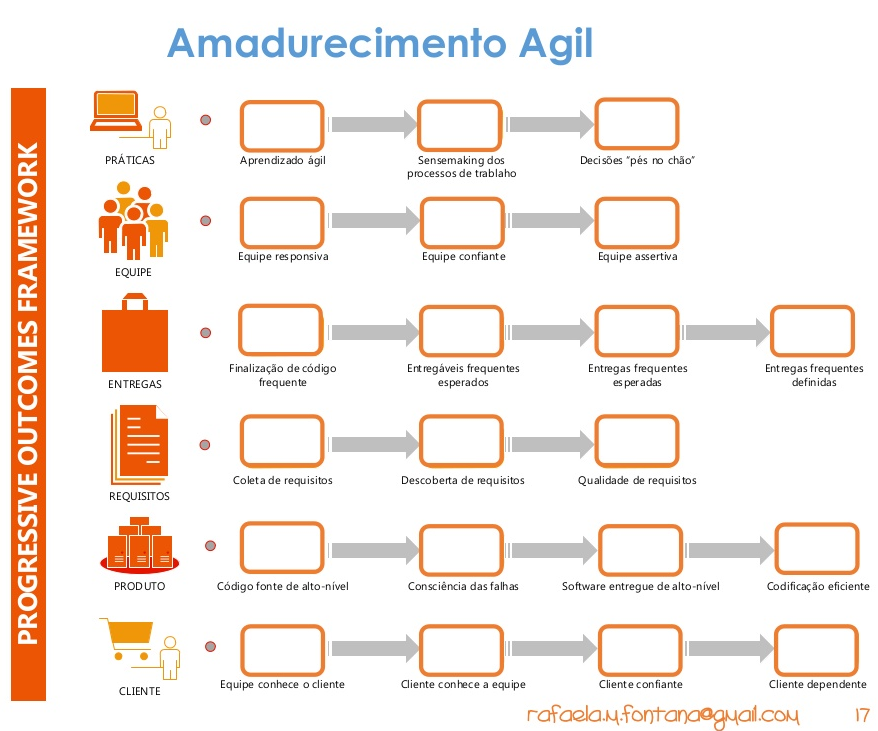 Amadurecimento Agil
PROGRESSIVE OUTCOMES FRAMEWORK
PRÁTICAS
Aprendizado ágil
Sensemaking dos
processos de trablaho
Decisões “pés no chão”
EQUIPE
Equipe responsiva
Equipe confiante
Equipe assertiva
ENTREGAS
Finalização de código
frequente
Entregáveis frequentes
esperados
Entregas frequentes
esperadas
Entregas frequentes
definidas
REQUISITOS
Coleta de requisitos
Descoberta de requisitos
Qualidade de requisitos
PRODUTO
Código fonte de alto-nível
Consciência das falhas
Software entregue de alto-nível
Codificação eficiente
CLIENTE
Equipe conhece o cliente
Cliente conhece a equipe
Cliente confiante
Cliente dependente
rafaela.m.fontana@gmail.com
17